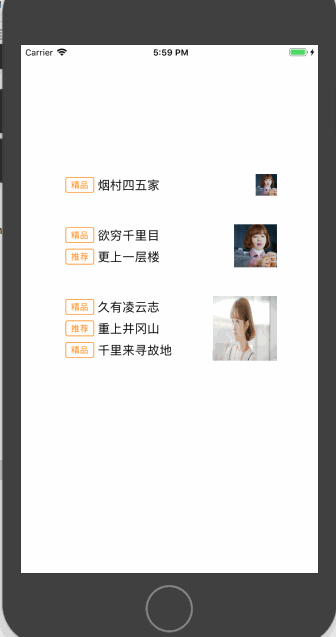 Carrier 5:59 PM
精品 烟村四五家
精品 欲穷千里目
推荐 更上一层楼
精品 久有凌云志
推荐 重上井冈山
精品 千里来寻故地